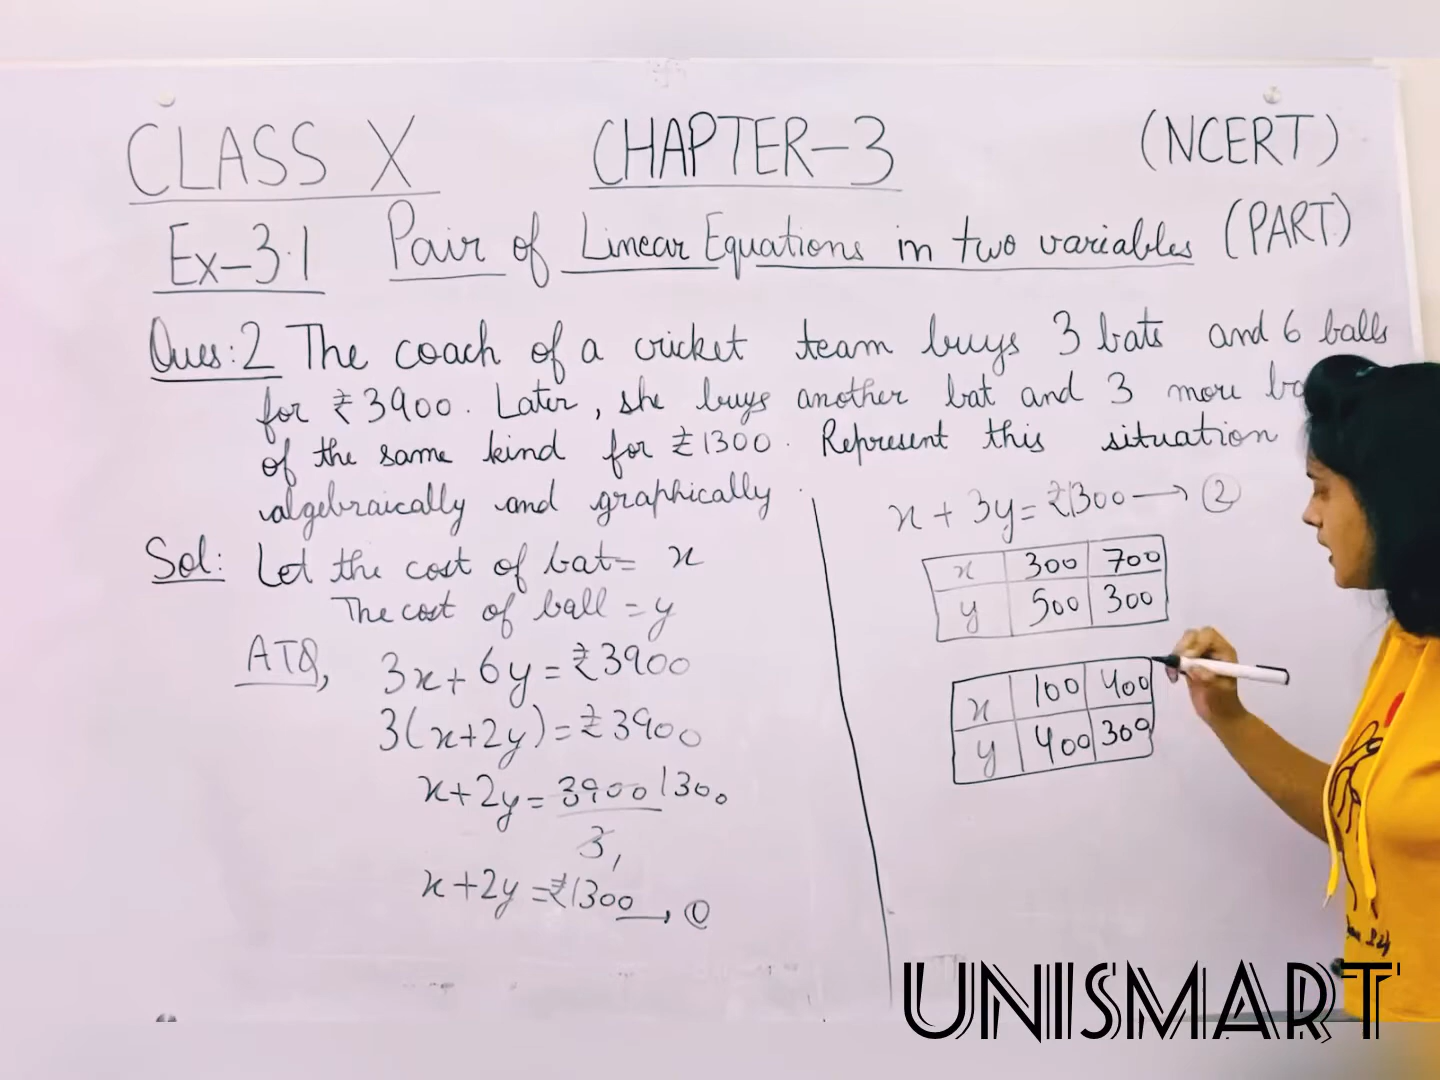 CLASS X CHAPTER-3 (NCERT)
Ex-3.1 Pair of Linear Equations in two variables (PART)
Ques:2 The coach of a cricket team buys 3 bats and 6 balls
for ₹3900. Later, she buys another bat and 3 more
of the same kind for ₹1300. Represent this situation
algebraically and graphically.
Sol: Let the cost of bat = x
The cost of ball = y
ATQ, 3x+6y=₹3900
3(x+2y)=₹3900
x+2y=3900 1300
3 1
x+2y=₹1300 → ①
x+3y=₹1300 → ②
x 300 700
y 500 300
x 100 400
y 400 300
UNISMART